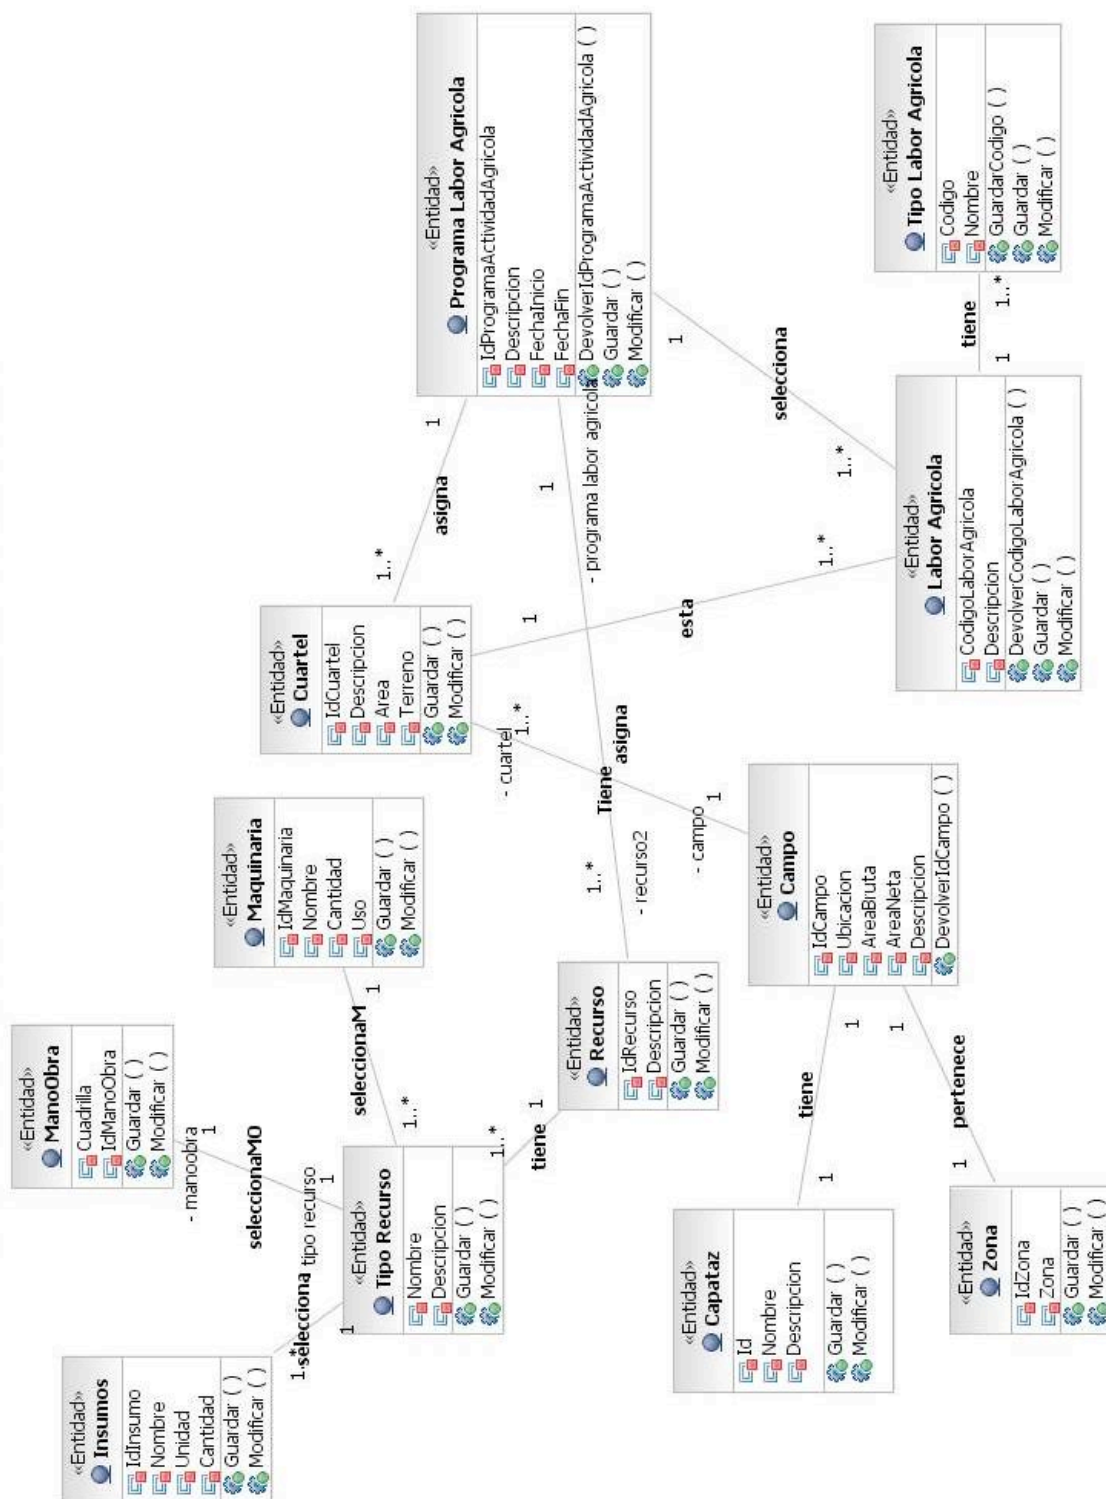 «Entidad»
Insumos
IdInsumo
Nombre
Unidad
Cantidad
Guardar ( )
Modificar ( )
«Entidad»
ManoObra
Cuadrilla
IdManoObra
Guardar ( )
Modificar ( )
«Entidad»
Maquinaria
IdMaquinaria
Nombre
Cantidad
Uso
Guardar ( )
Modificar ( )
«Entidad»
Cuartel
IdCuartel
Descripcion
Area
Terreno
Guardar ( )
Modificar ( )
«Entidad»
Programa Labor Agricola
IdProgramaActividadAgricola
Descripcion
FechaInicio
FechaFin
DevolverIdProgramaActividadAgricola ( )
Guardar ( )
Modificar ( )
«Entidad»
Tipo Recurso
Nombre
Descripcion
Guardar ( )
Modificar ( )
«Entidad»
Recurso
IdRecurso
Descripcion
Guardar ( )
Modificar ( )
«Entidad»
Capataz
Id
Nombre
Descripcion
Guardar ( )
Modificar ( )
«Entidad»
Campo
IdCampo
Ubicacion
AreaBruta
AreaNeta
Descripcion
DevolverIdCampo ( )
«Entidad»
Labor Agricola
CodigoLaborAgricola
Descripcion
DevolverCodigoLaborAgricola ( )
Guardar ( )
Modificar ( )
«Entidad»
Tipo Labor Agricola
Codigo
Nombre
GuardarCodigo ( )
Guardar ( )
Modificar ( )
«Entidad»
Zona
IdZona
Zona
Guardar ( )
Modificar ( )
1..*
selecciona
1
- manoobra
1
seleccionaMO
tipo recurso
1
1
seleccionaM
1..*
1..*
tiene
1
1..*
asigna
1
- programa labor agricola
1
asigna
1..*
- recurso2
- cuartel
1..*
Tiene
1
- campo
1
esta
1..*
1
selecciona
1..*
1
tiene
1..*
1
tiene
1
1
pertenece
1